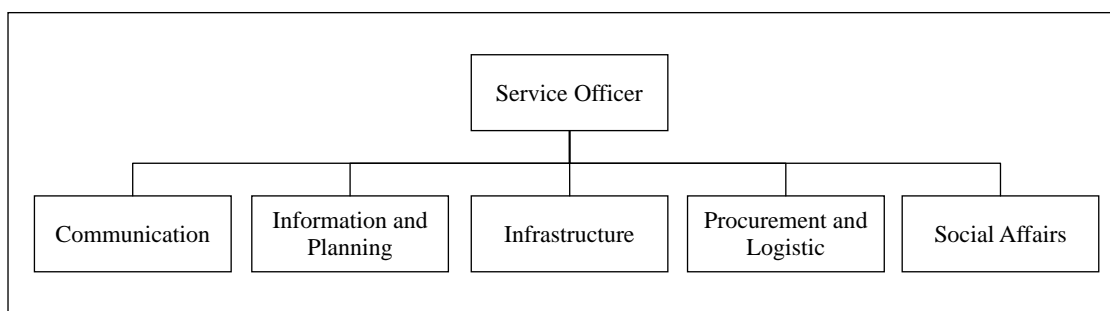 Service Officer
Communication
Information and
Planning
Infrastructure
Procurement and
Logistic
Social Affairs